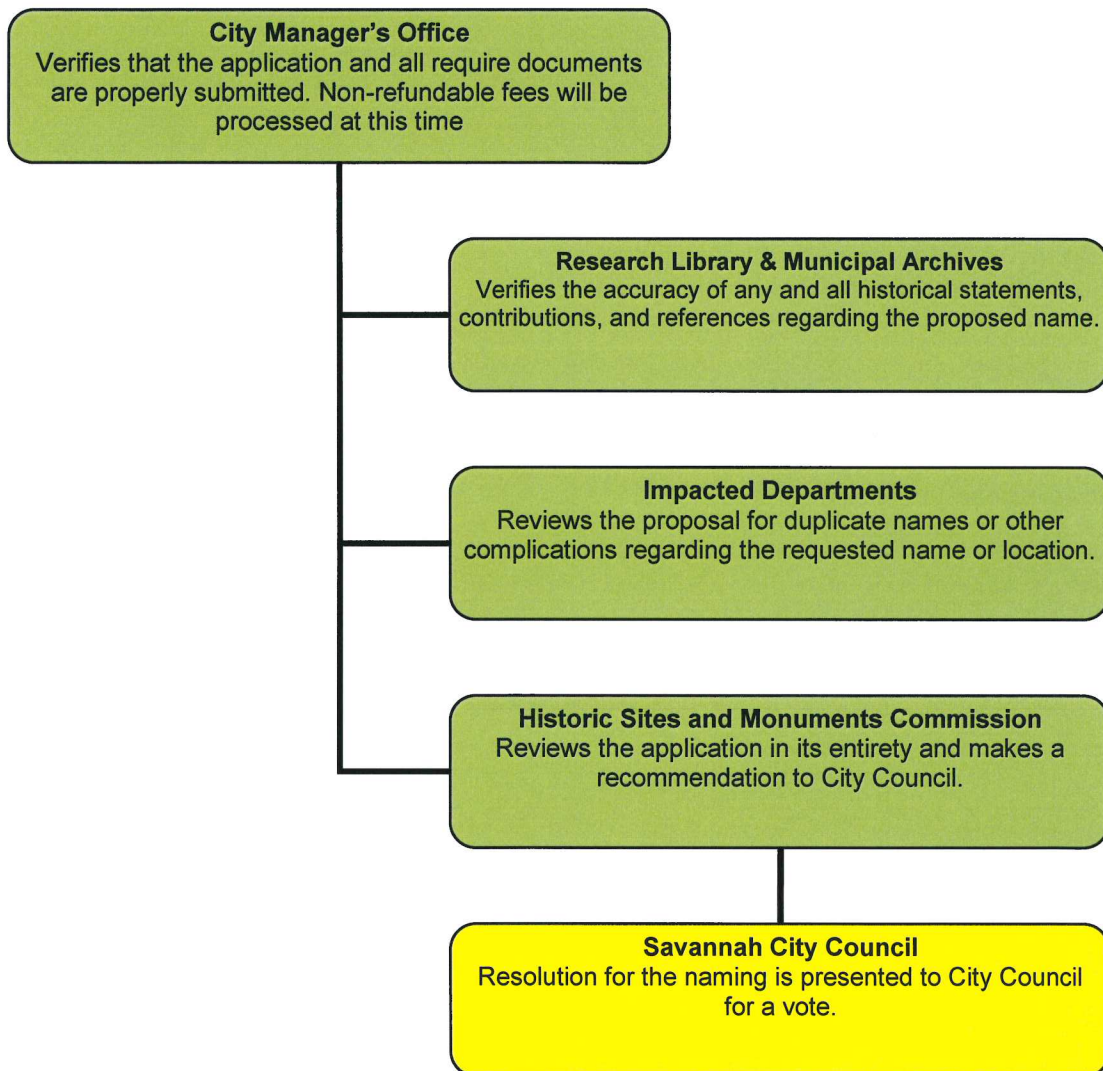 City Manager’s Office
Verifies that the application and all require documents
are properly submitted. Non-refundable fees will be
processed at this time
Research Library & Municipal Archives
Verifies the accuracy of any and all historical statements,
contributions, and references regarding the proposed name.
Impacted Departments
Reviews the proposal for duplicate names or other
complications regarding the requested name or location.
Historic Sites and Monuments Commission
Reviews the application in its entirety and makes a
recommendation to City Council.
Savannah City Council
Resolution for the naming is presented to City Council
for a vote.